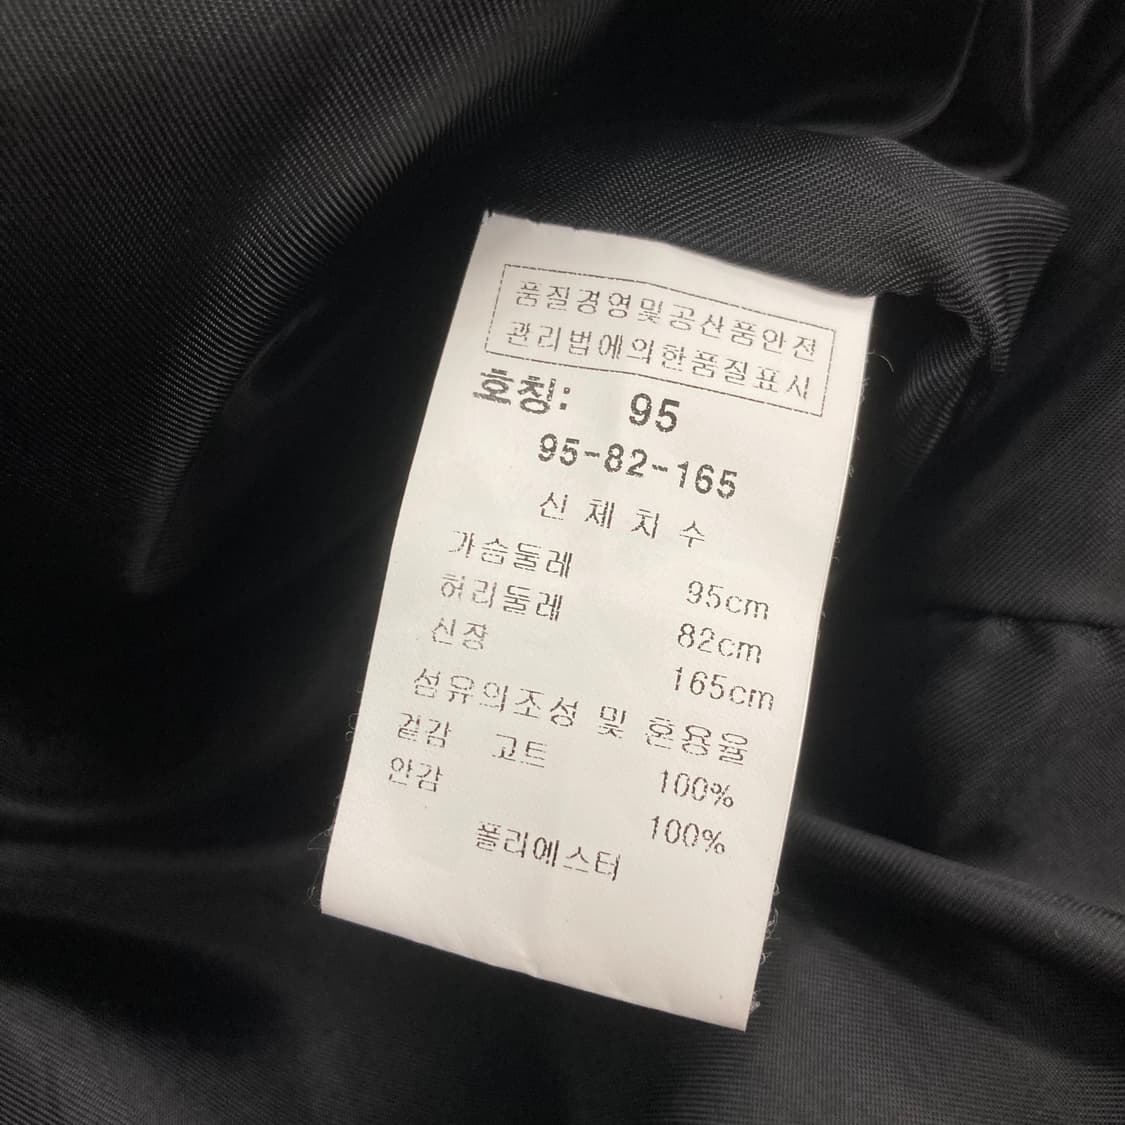 품질경영및공산품안전
관리법에의한품질표시
호칭: 95
95-82-165
신체치수
가슴둘레 95cm
허리둘레 82cm
신장 165cm
섬유의조성 및 혼용율
겉감 코트 100%
안감 100%
폴리에스터